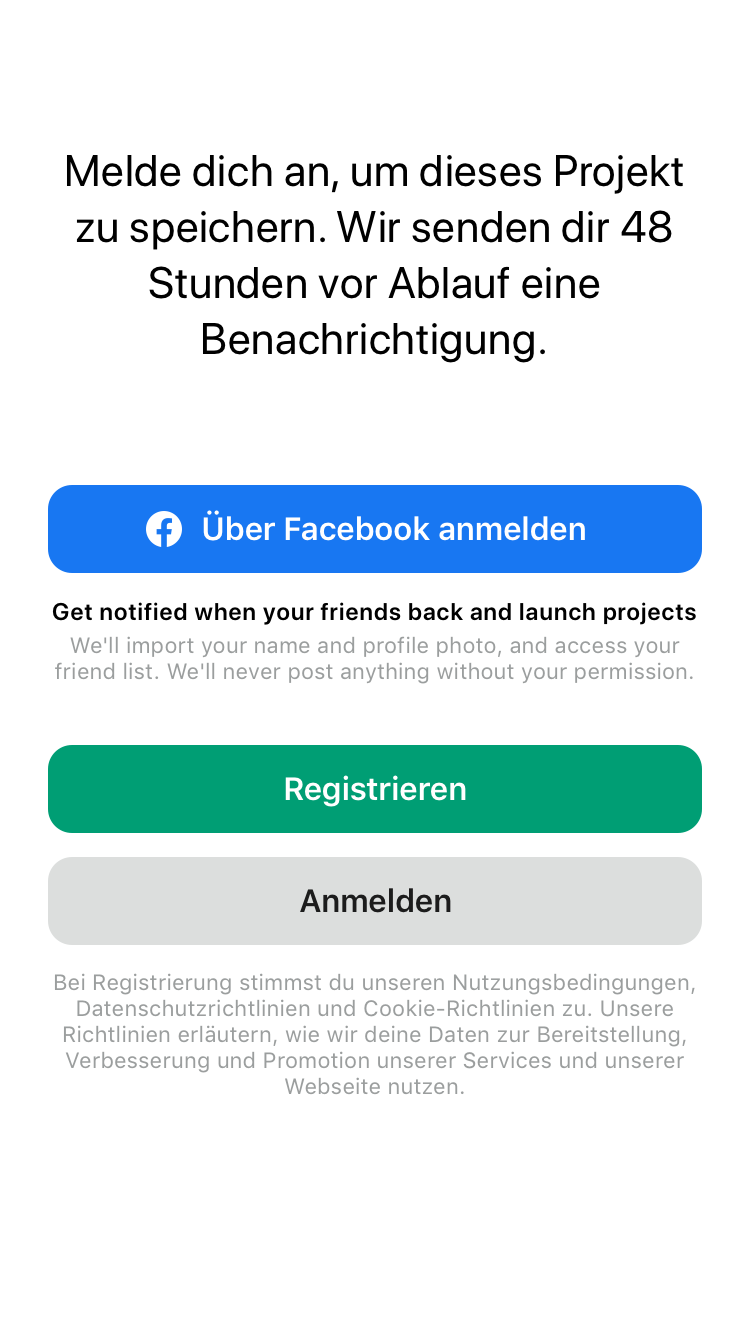 Melde dich an, um dieses Projekt
zu speichern. Wir senden dir 48
Stunden vor Ablauf eine
Benachrichtigung.
Über Facebook anmelden
Get notified when your friends back and launch projects
We'll import your name and profile photo, and access your
friend list. We'll never post anything without your permission.
Registrieren
Anmelden
Bei Registrierung stimmst du unseren Nutzungsbedingungen,
Datenschutzrichtlinien und Cookie-Richtlinien zu. Unsere
Richtlinien erläutern, wie wir deine Daten zur Bereitstellung,
Verbesserung und Promotion unserer Services und unserer
Webseite nutzen.